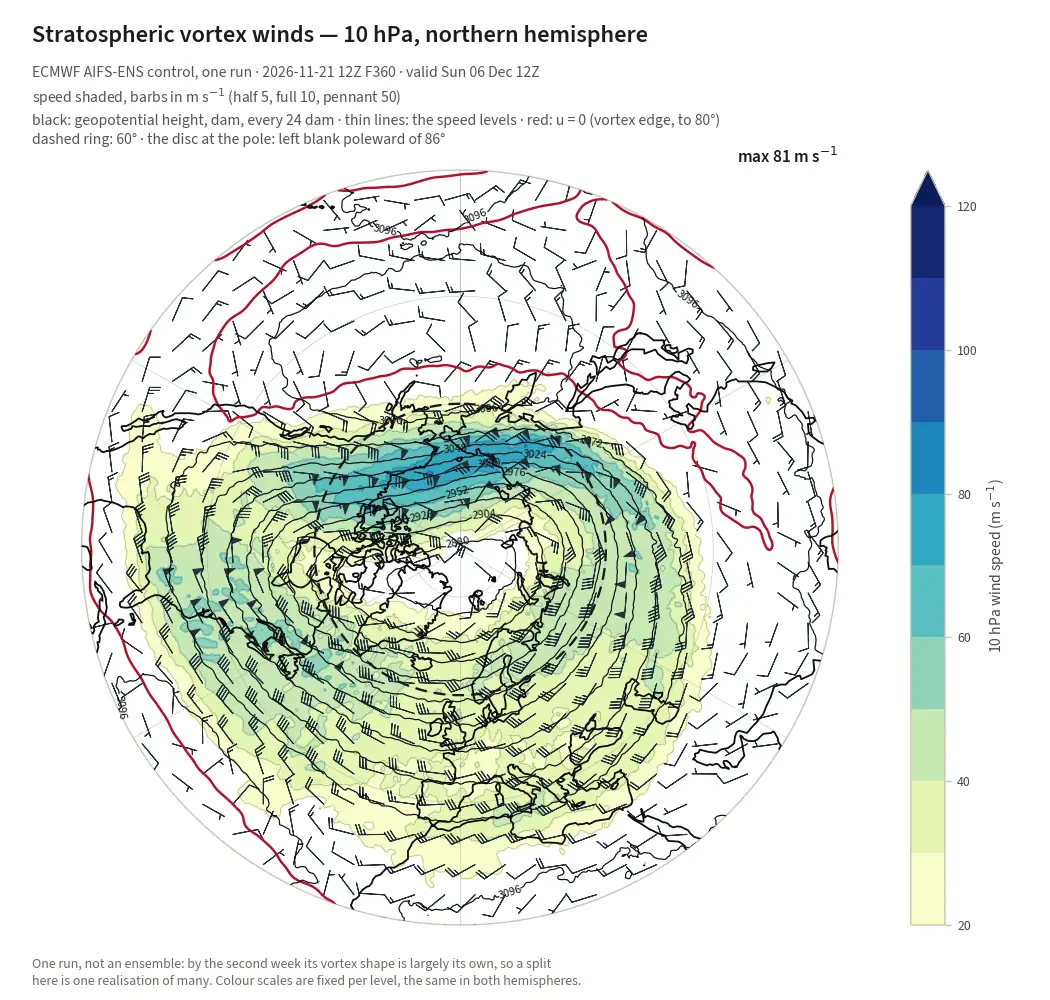 Stratospheric vortex winds — 10 hPa, northern hemisphere
ECMWF AIFS-ENS control, one run · 2026-11-21 12Z F360 · valid Sun 06 Dec 12Z
speed shaded, barbs in m s⁻¹ (half 5, full 10, pennant 50)
black: geopotential height, dam, every 24 dam · thin lines: the speed levels · red: u = 0 (vortex edge, to 80°)
dashed ring: 60° · the disc at the pole: left blank poleward of 86°
max 81 m s⁻¹
120
100
80
60
40
20
10 hPa wind speed (m s⁻¹)
3096
3096
3096
3072
3024
2976
2952
2904
2880
3096
3096
One run, not an ensemble: by the second week its vortex shape is largely its own, so a split
here is one realisation of many. Colour scales are fixed per level, the same in both hemispheres.